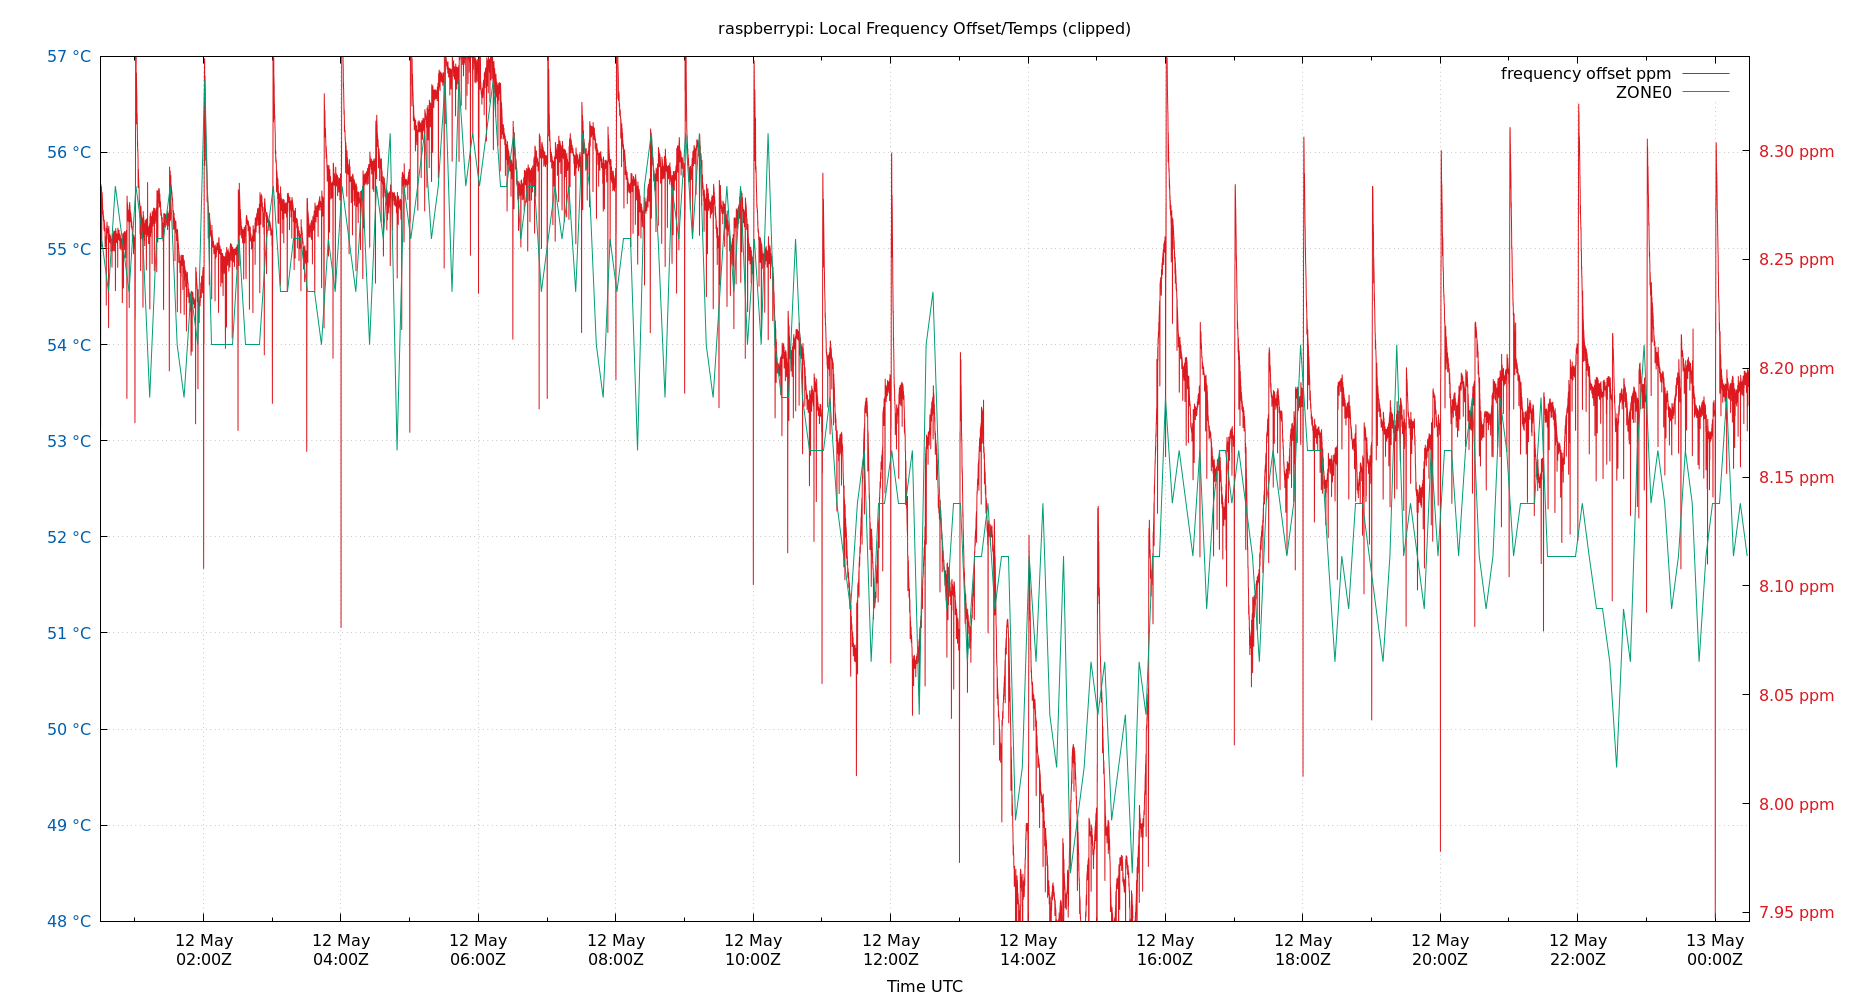 raspberrypi: Local Frequency Offset/Temps (clipped)
57 °C
56 °C
55 °C
54 °C
53 °C
52 °C
51 °C
50 °C
49 °C
48 °C
frequency offset ppm
ZONE0
8.30 ppm
8.25 ppm
8.20 ppm
8.15 ppm
8.10 ppm
8.05 ppm
8.00 ppm
7.95 ppm
12 May
02:00Z
12 May
04:00Z
12 May
06:00Z
12 May
08:00Z
12 May
10:00Z
12 May
12:00Z
12 May
14:00Z
12 May
16:00Z
12 May
18:00Z
12 May
20:00Z
12 May
22:00Z
13 May
00:00Z
Time UTC